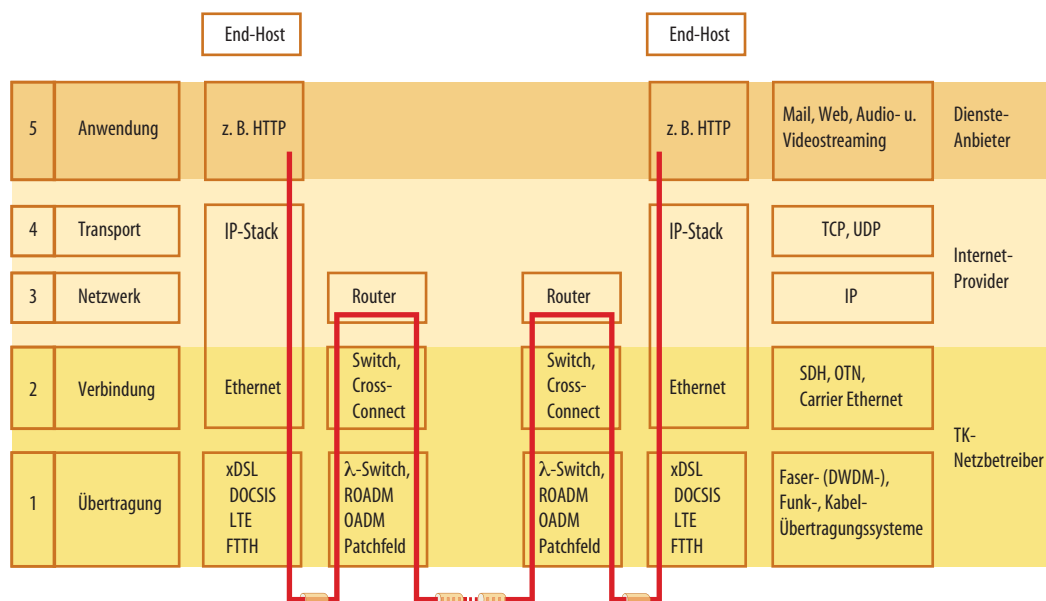 End-Host
End-Host
5
Anwendung
z. B. HTTP
z. B. HTTP
Mail, Web, Audio- u.
Videostreaming
Dienste-
Anbieter
4
Transport
IP-Stack
IP-Stack
TCP, UDP
Internet-
Provider
3
Netzwerk
Router
Router
IP
2
Verbindung
Ethernet
Switch,
Cross-
Connect
Switch,
Cross-
Connect
Ethernet
SDH, OTN,
Carrier Ethernet
TK-
Netzbetreiber
1
Übertragung
xDSL
DOCSIS
LTE
FTTH
λ-Switch,
ROADM
OADM
Patchfeld
λ-Switch,
ROADM
OADM
Patchfeld
xDSL
DOCSIS
LTE
FTTH
Faser- (DWDM-),
Funk-, Kabel-
Übertragungssysteme